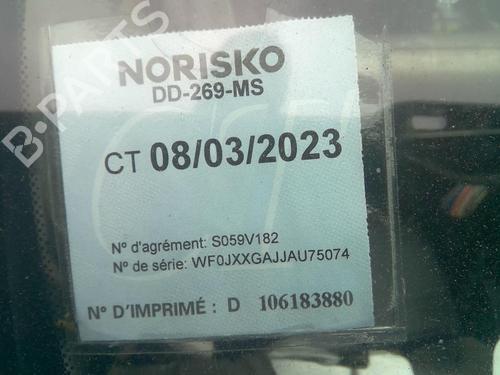 NORISKO
DD-269-MS
CT 08/03/2023
N° d'agrément: S059V182
N° de série: WF0JXXGAJJAU75074
N° D'IMPRIMÉ : D 106183880
B-PARTS